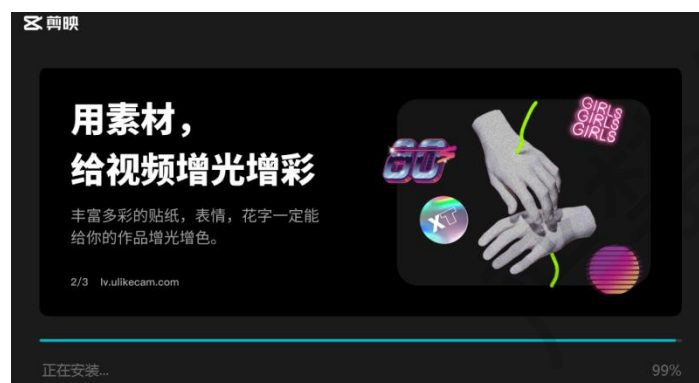 剪映
用素材，
给视频增光增彩
丰富多彩的贴纸，表情，花字一定能
给你的作品增光增色。
2/3 lv.ulikecam.com
GIRLS
GIRLS
GIRLS
80
XT
正在安装...
99%